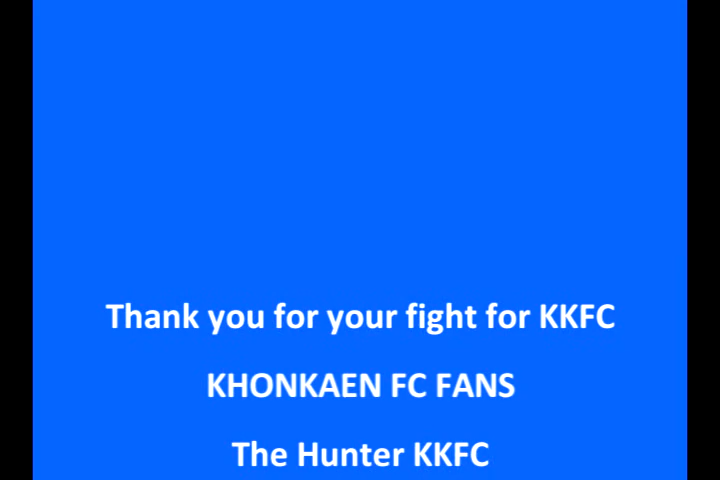 Thank you for your fight for KKFC
KHONKAEN FC FANS
The Hunter KKFC